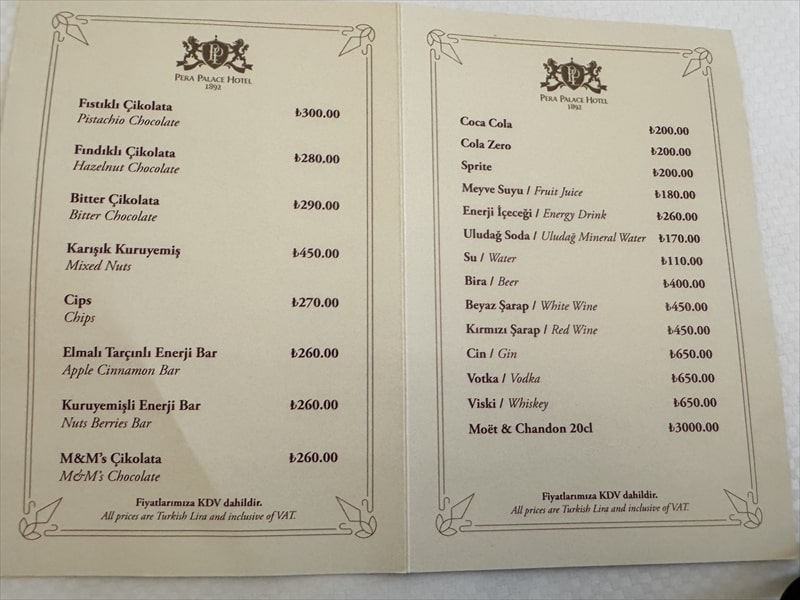 PP
PERA PALACE HOTEL
1892
Fıstıklı Çikolata ₺300.00
Pistachio Chocolate
Fındıklı Çikolata ₺280.00
Hazelnut Chocolate
Bitter Çikolata ₺290.00
Bitter Chocolate
Karışık Kuruyemiş ₺450.00
Mixed Nuts
Cips ₺270.00
Chips
Elmalı Tarçınlı Enerji Bar ₺260.00
Apple Cinnamon Bar
Kuruyemişli Enerji Bar ₺260.00
Nuts Berries Bar
M&M's Çikolata ₺260.00
M&M's Chocolate
Fiyatlarımıza KDV dahildir.
All prices are Turkish Lira and inclusive of VAT.
PP
PERA PALACE HOTEL
1892
Coca Cola ₺200.00
Cola Zero ₺200.00
Sprite ₺200.00
Meyve Suyu / Fruit Juice ₺180.00
Enerji İçeceği / Energy Drink ₺260.00
Uludağ Soda / Uludağ Mineral Water ₺170.00
Su / Water ₺110.00
Bira / Beer ₺400.00
Beyaz Şarap / White Wine ₺450.00
Kırmızı Şarap / Red Wine ₺450.00
Cin / Gin ₺650.00
Votka / Vodka ₺650.00
Viski / Whiskey ₺650.00
Moët & Chandon 20cl ₺3000.00
Fiyatlarımıza KDV dahildir.
All prices are Turkish Lira and inclusive of VAT.